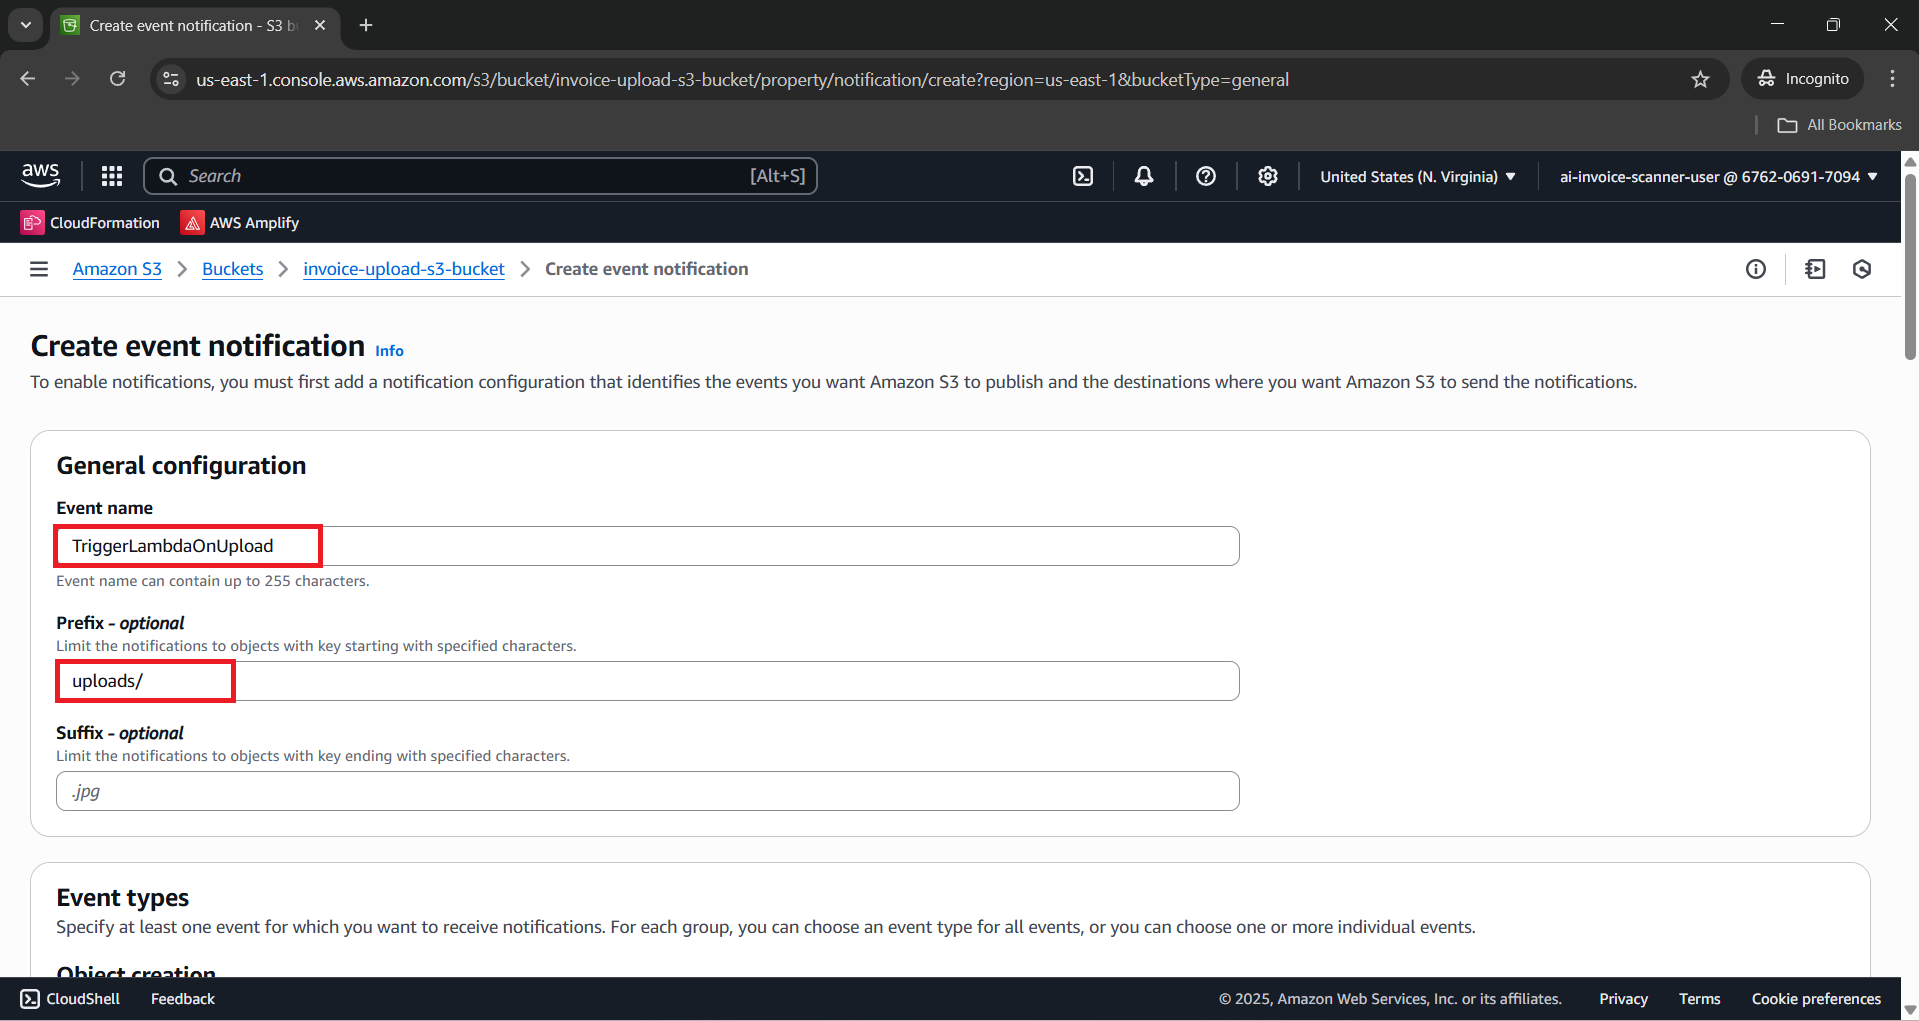 Create event notification - S3 b
us-east-1.console.aws.amazon.com/s3/bucket/invoice-upload-s3-bucket/property/notification/create?region=us-east-1&bucketType=general
Incognito
All Bookmarks
aws
Search
[Alt+S]
United States (N. Virginia)
ai-invoice-scanner-user @ 6762-0691-7094
CloudFormation
AWS Amplify
Amazon S3 > Buckets > invoice-upload-s3-bucket > Create event notification
Create event notification Info
To enable notifications, you must first add a notification configuration that identifies the events you want Amazon S3 to publish and the destinations where you want Amazon S3 to send the notifications.
General configuration
Event name
TriggerLambdaOnUpload
Event name can contain up to 255 characters.
Prefix - optional
Limit the notifications to objects with key starting with specified characters.
uploads/
Suffix - optional
Limit the notifications to objects with key ending with specified characters.
.jpg
Event types
Specify at least one event for which you want to receive notifications. For each group, you can choose an event type for all events, or you can choose one or more individual events.
Object creation
CloudShell
Feedback
© 2025, Amazon Web Services, Inc. or its affiliates.
Privacy
Terms
Cookie preferences